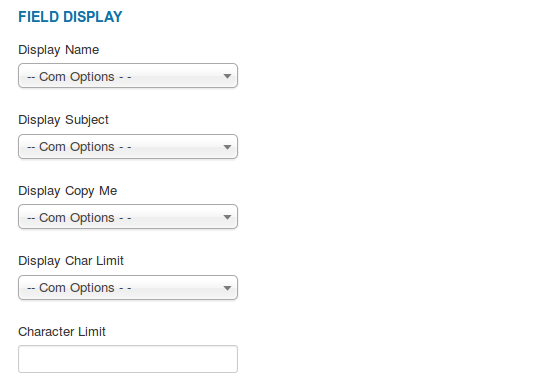 FIELD DISPLAY
Display Name
-- Com Options - -
Display Subject
-- Com Options - -
Display Copy Me
-- Com Options - -
Display Char Limit
-- Com Options - -
Character Limit